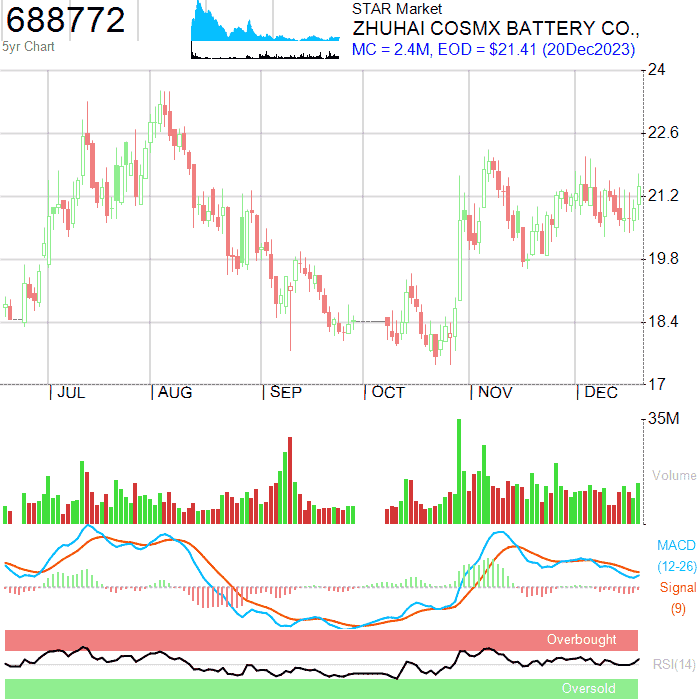 688772
5yr Chart
STAR Market
ZHUHAI COSMX BATTERY CO.,
MC = 2.4M, EOD = $21.41 (20Dec2023)
24
22.6
21.2
19.8
18.4
17
JUL AUG SEP OCT NOV DEC
35M
Volume
MACD
(12-26)
Signal
(9)
Overbought
RSI(14)
Oversold